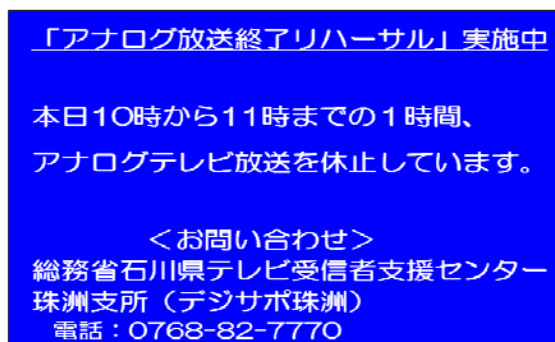 「アナログ放送終了リハーサル」実施中
本日10時から11時までの1時間、
アナログテレビ放送を休止しています。
＜お問い合わせ＞
総務省石川県テレビ受信者支援センター
珠洲支所（デジサポ珠洲）
電話：0768-82-7770